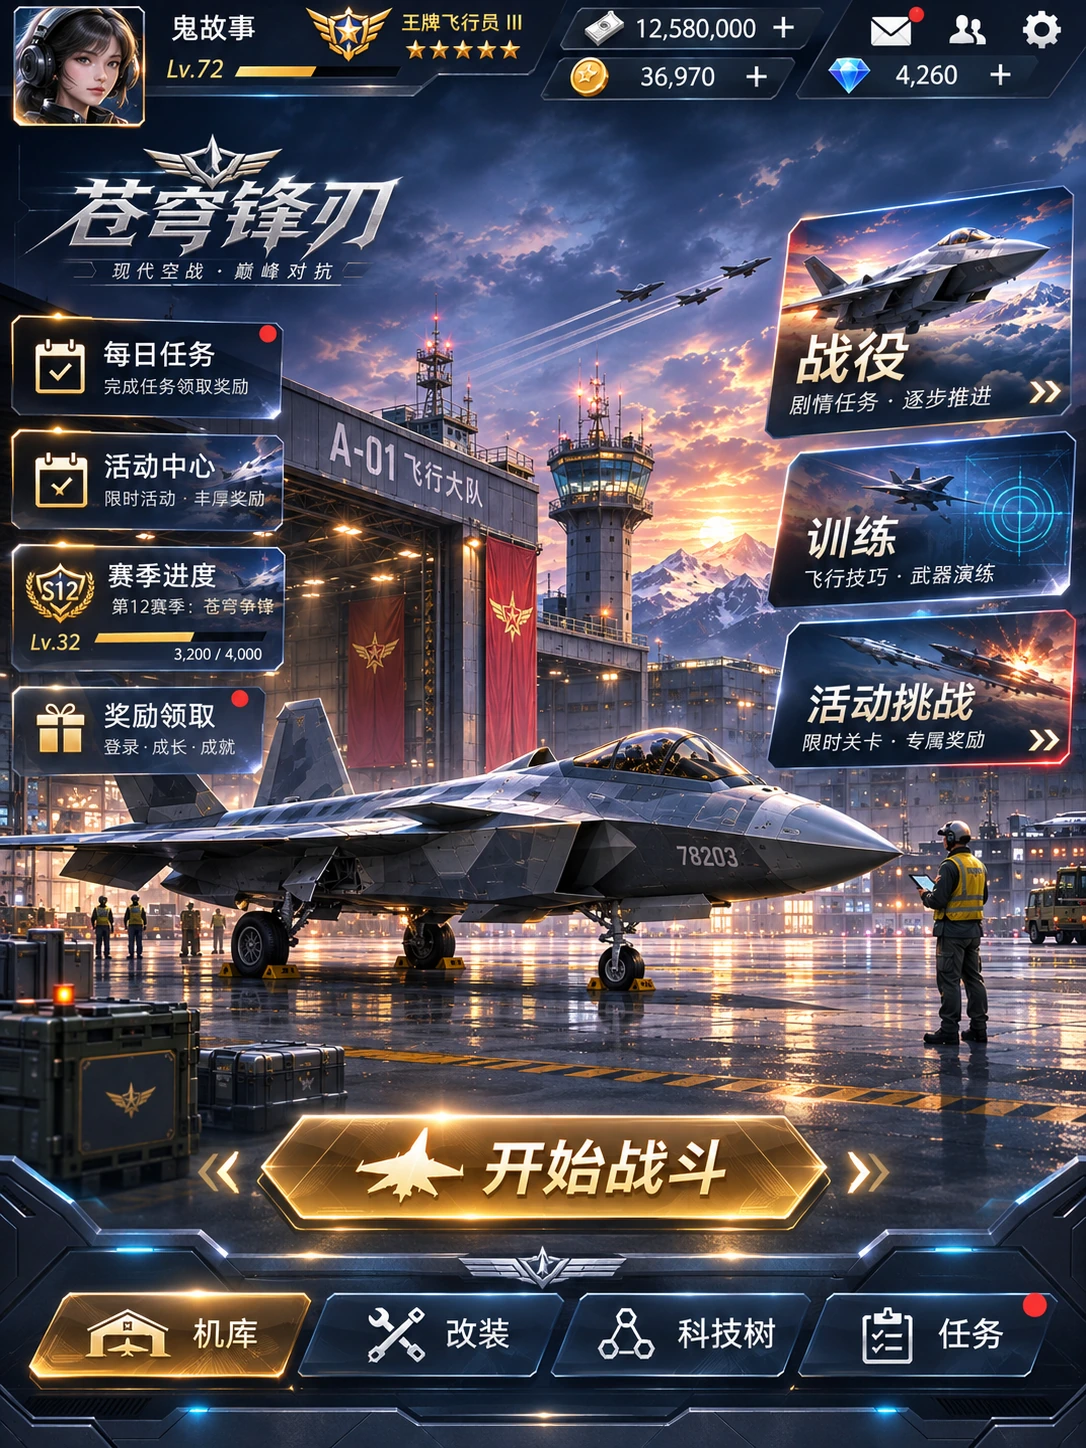 鬼故事
王牌飞行员 III
Lv.72
12,580,000 +
36,970 +
4,260 +
苍穹锋刃
现代空战 · 巅峰对抗
每日任务
完成任务领取奖励
活动中心
限时活动 · 丰厚奖励
S12
赛季进度
第12赛季：苍穹争锋
Lv.32
3,200 / 4,000
奖励领取
登录 · 成长 · 成就
战役
剧情任务 · 逐步推进
训练
飞行技巧 · 武器演练
活动挑战
限时关卡 · 专属奖励
A-01 飞行大队
78203
开始战斗
机库
改装
科技树
任务